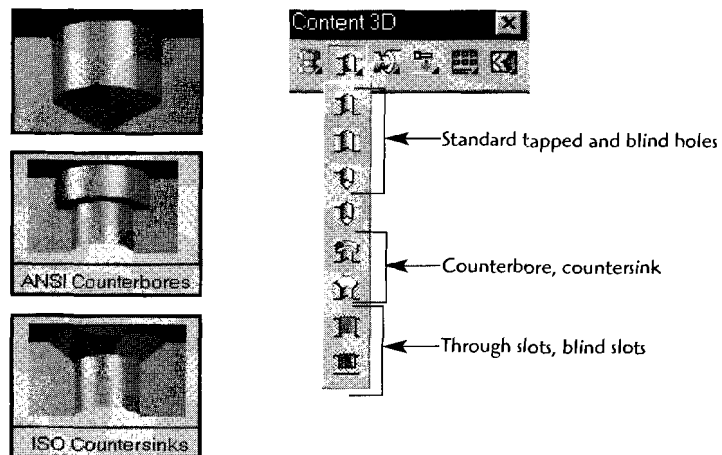 ANSI Counterbores
ISO Countersinks
Content 3D
Standard tapped and blind holes
Counterbore, countersink
Through slots, blind slots